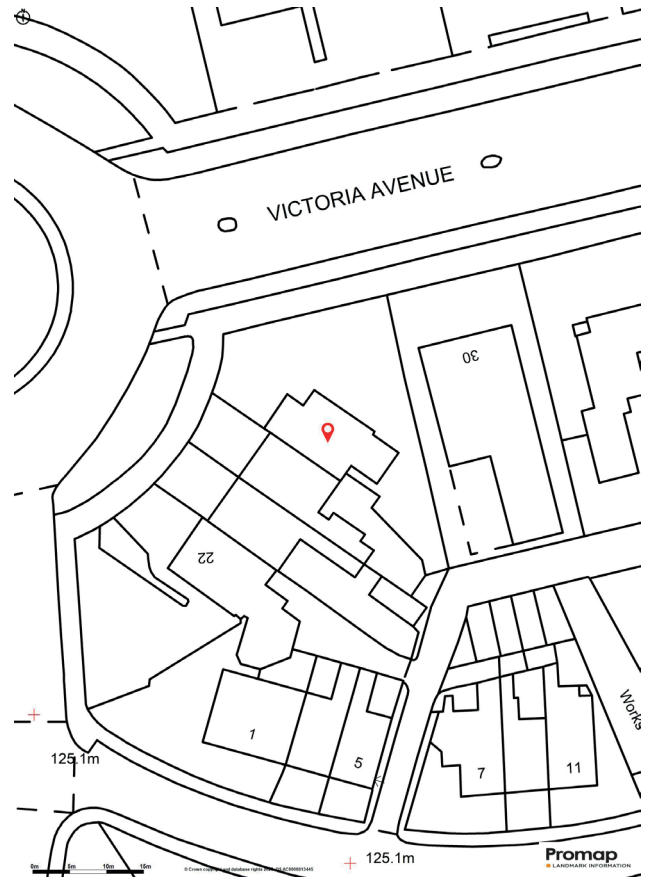 N
VICTORIA AVENUE
30
22
1
5
7
11
Works
125.1m
125.1m
0m 5m 10m 15m
Promap
LANDMARK INFORMATION